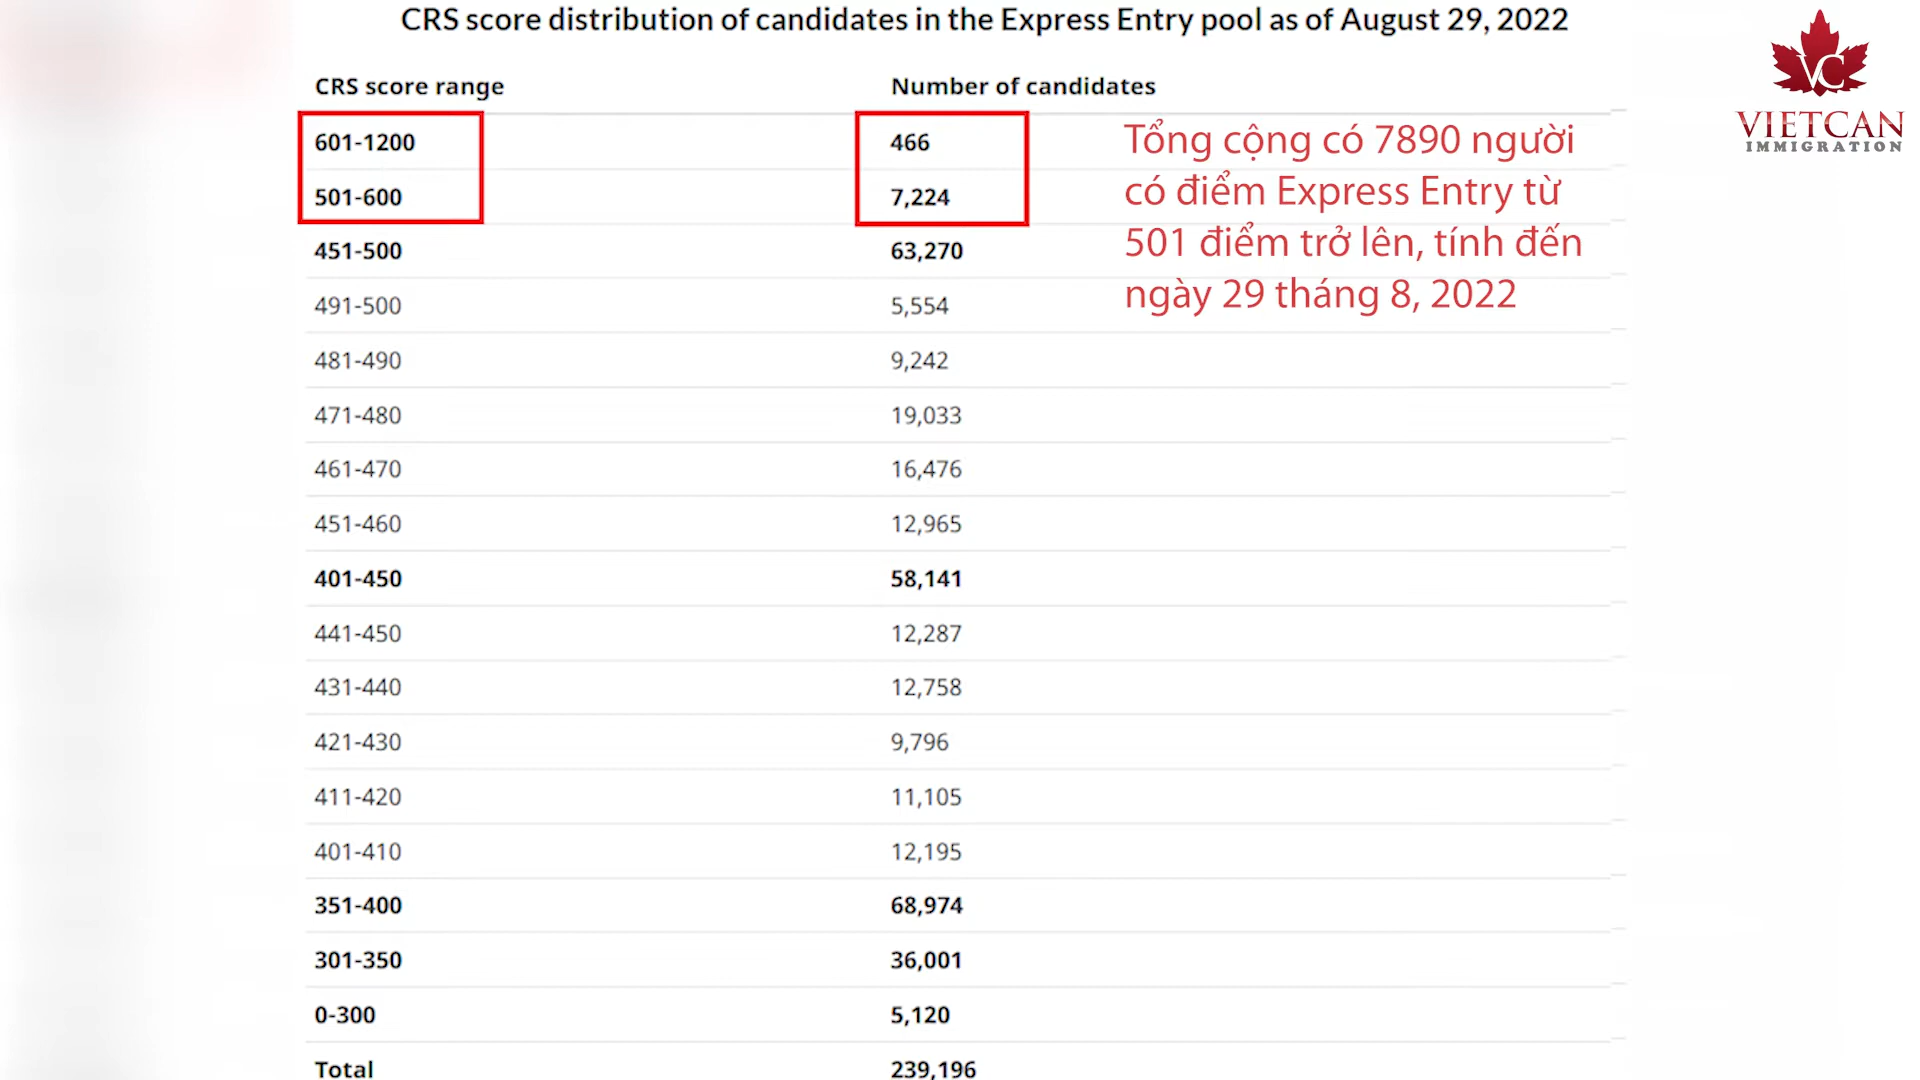 CRS score distribution of candidates in the Express Entry pool as of August 29, 2022
VC
VIETCAN
IMMIGRATION
CRS score range Number of candidates
601-1200 466
501-600 7,224
Tổng cộng có 7890 người
có điểm Express Entry từ
501 điểm trở lên, tính đến
ngày 29 tháng 8, 2022
451-500 63,270
491-500 5,554
481-490 9,242
471-480 19,033
461-470 16,476
451-460 12,965
401-450 58,141
441-450 12,287
431-440 12,758
421-430 9,796
411-420 11,105
401-410 12,195
351-400 68,974
301-350 36,001
0-300 5,120
Total 239,196